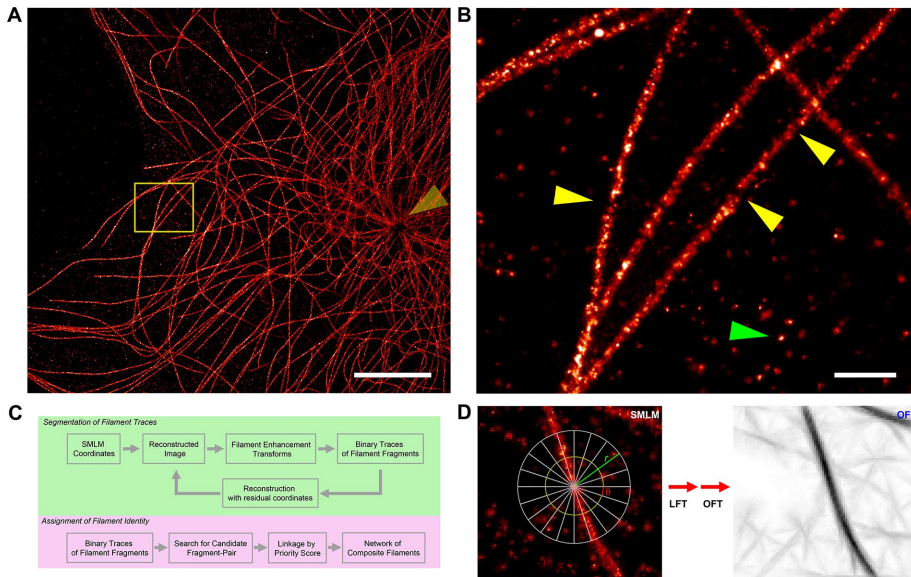 A
B
C
Segmentation of Filament Traces
SMLM
Coordinates
Reconstructed
Image
Filament Enhancement
Transforms
Binary Traces
of Filament Fragments
Reconstruction
with residual coordinates
Assignment of Filament Identity
Binary Traces
of Filament Fragments
Search for Candidate
Fragment-Pair
Linkage by
Priority Score
Network of
Composite Filaments
D
SMLM
r
θ
LFT
OFT
OF